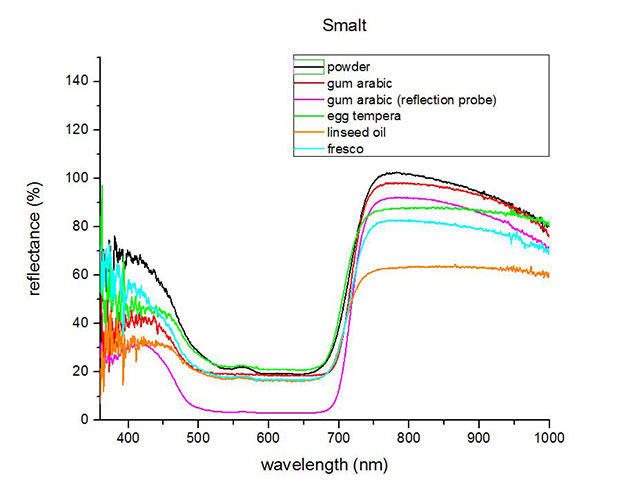 Smalt
powder
gum arabic
gum arabic (reflection probe)
egg tempera
linseed oil
fresco
140
120
100
80
60
40
20
0
reflectance (%)
400 500 600 700 800 900 1000
wavelength (nm)